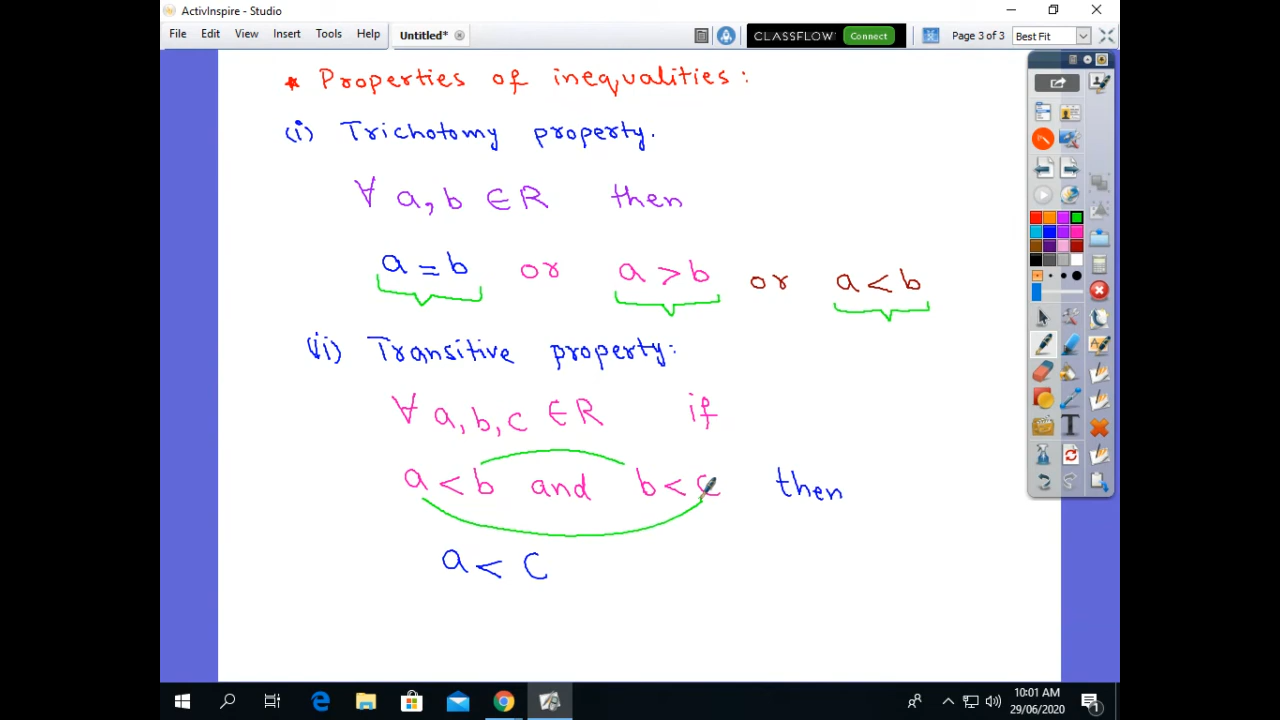 ActivInspire - Studio
File Edit View Insert Tools Help Untitled* CLASSFLOW Connect Page 3 of 3 Best Fit
* Properties of inequalities:
(i) Trichotomy property.
∀ a, b ∈ R then
a = b or a > b or a < b
(ii) Transitive property:
∀ a, b, c ∈ R if
a < b and b < c then
a < c
10:01 AM
29/06/2020
1